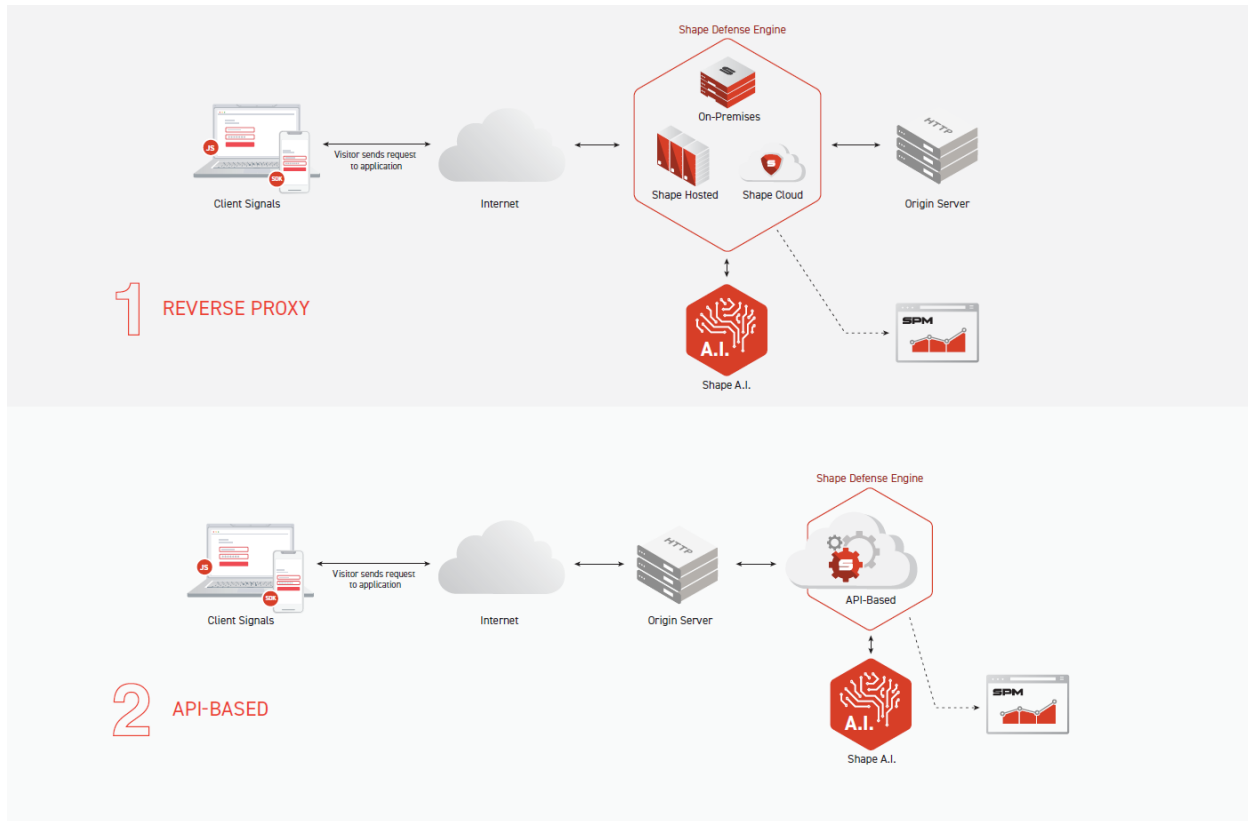 Shape Defense Engine
S
On-Premises
HTTP
JS
SDK
Visitor sends request
to application
S
Client Signals
Internet
Shape Hosted
Shape Cloud
Origin Server
1 REVERSE PROXY
SPM
A.I.
Shape A.I.
Shape Defense Engine
HTTP
JS
SDK
Visitor sends request
to application
S
API-Based
Client Signals
Internet
Origin Server
2 API-BASED
SPM
A.I.
Shape A.I.